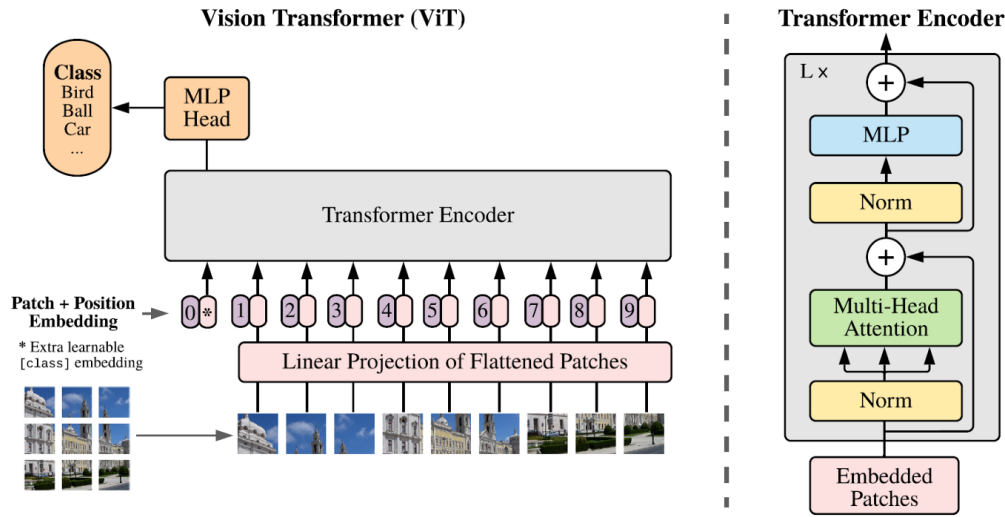 Vision Transformer (ViT)
Class
Bird
Ball
Car
...
MLP
Head
Transformer Encoder
0 * 1 2 3 4 5 6 7 8 9
Patch + Position
Embedding
* Extra learnable
[class] embedding
Linear Projection of Flattened Patches
Transformer Encoder
L ×
+
MLP
Norm
+
Multi-Head
Attention
Norm
Embedded
Patches